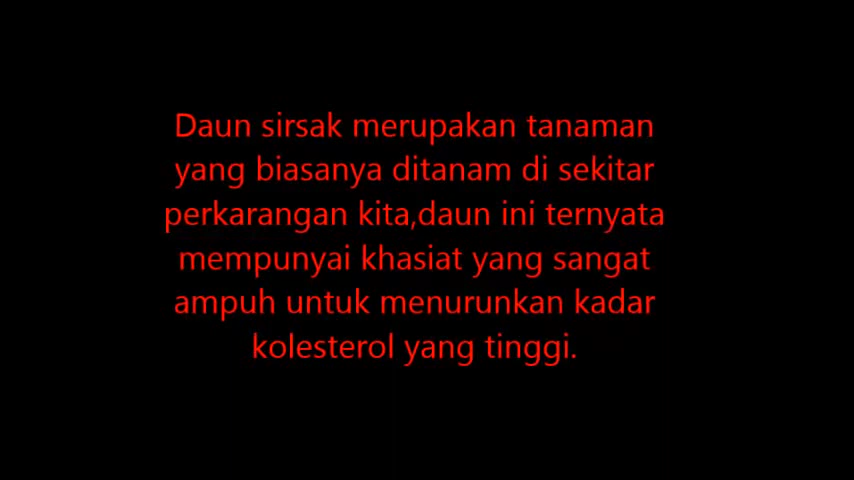 Daun sirsak merupakan tanaman
yang biasanya ditanam di sekitar
perkarangan kita,daun ini ternyata
mempunyai khasiat yang sangat
ampuh untuk menurunkan kadar
kolesterol yang tinggi.